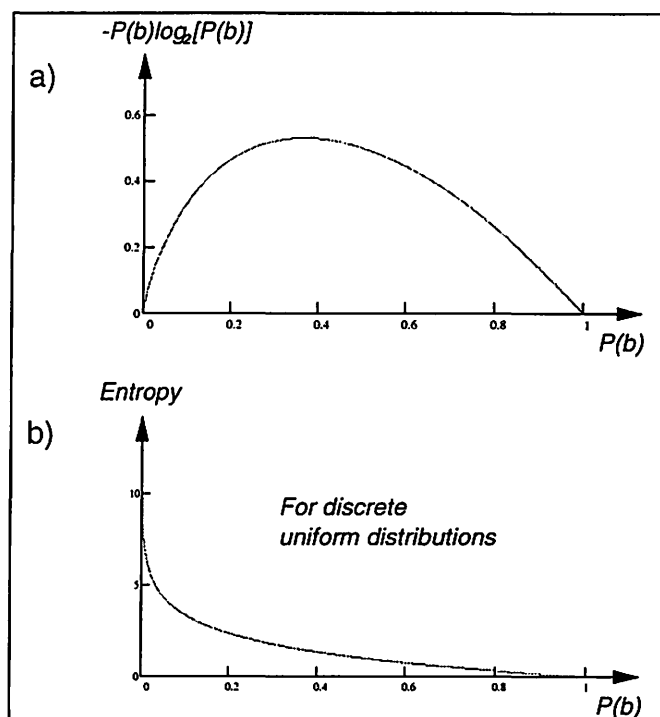 -P(b)log₂[P(b)]
a)
0.6
0.4
0.2
0
0 0.2 0.4 0.6 0.8 1
P(b)
Entropy
b)
10
For discrete
uniform distributions
5
0
0 0.2 0.4 0.6 0.8 1
P(b)